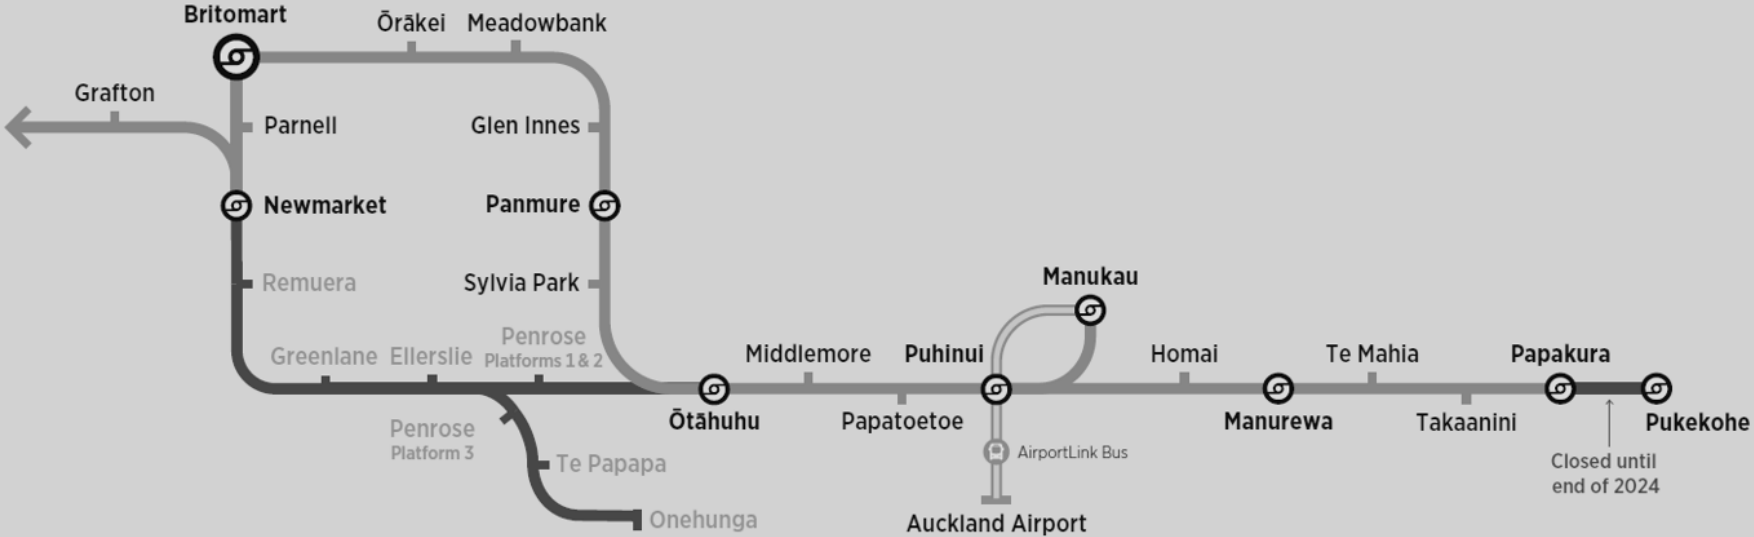 Britomart
Ōrākei
Meadowbank
Grafton
Parnell
Glen Innes
Newmarket
Panmure
Remuera
Sylvia Park
Manukau
Greenlane
Ellerslie
Penrose
Platforms 1 & 2
Middlemore
Puhinui
Homai
Te Mahia
Papakura
Ōtāhuhu
Papatoetoe
Manurewa
Takaanini
Pukekohe
Penrose
Platform 3
AirportLink Bus
Closed until
end of 2024
Te Papapa
Onehunga
Auckland Airport